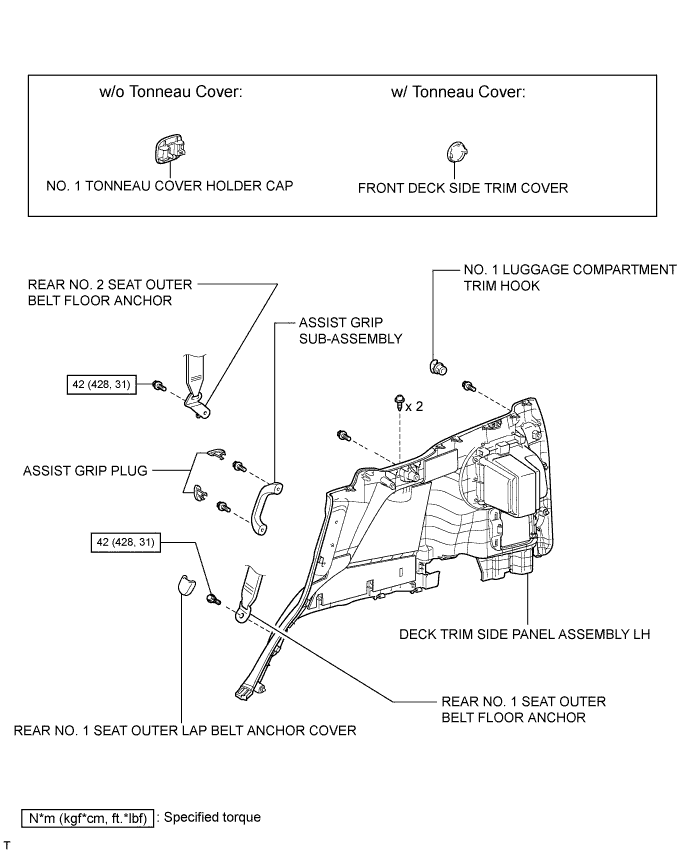 w/o Tonneau Cover:
w/ Tonneau Cover:
NO. 1 TONNEAU COVER HOLDER CAP
FRONT DECK SIDE TRIM COVER
NO. 1 LUGGAGE COMPARTMENT
TRIM HOOK
REAR NO. 2 SEAT OUTER
BELT FLOOR ANCHOR
ASSIST GRIP
SUB-ASSEMBLY
42 (428, 31)
x 2
ASSIST GRIP PLUG
42 (428, 31)
DECK TRIM SIDE PANEL ASSEMBLY LH
REAR NO. 1 SEAT OUTER
BELT FLOOR ANCHOR
REAR NO. 1 SEAT OUTER LAP BELT ANCHOR COVER
N*m (kgf*cm, ft.*lbf) : Specified torque
T